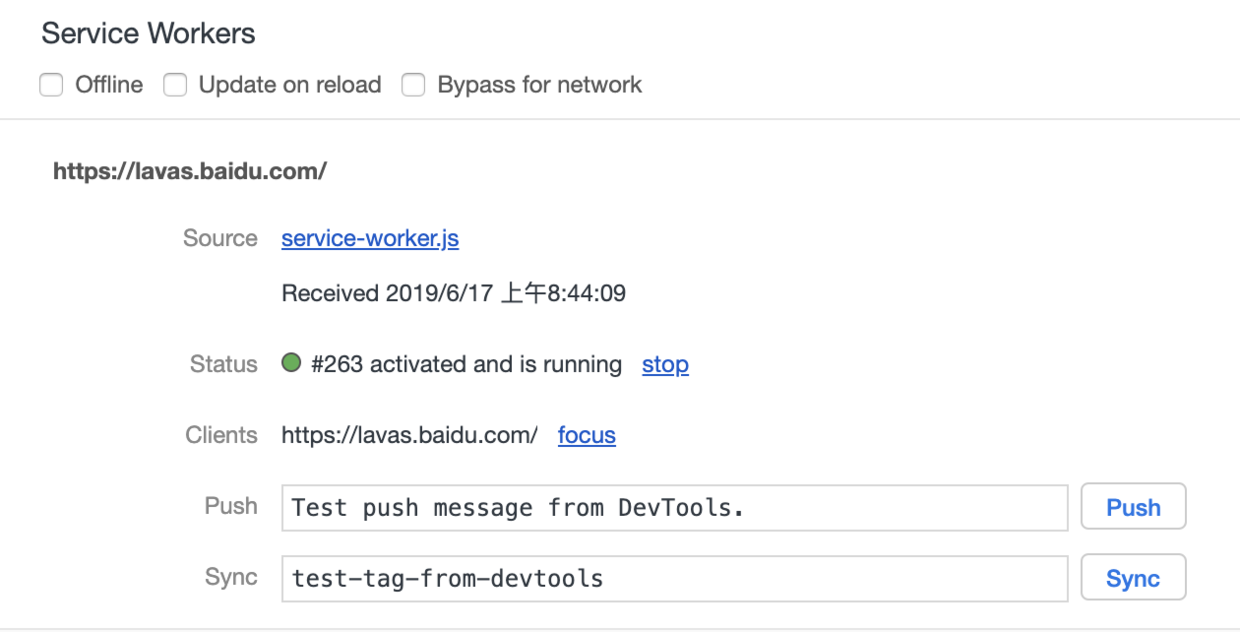 Service Workers
Offline Update on reload Bypass for network
https://lavas.baidu.com/
Source service-worker.js
Received 2019/6/17 上午8:44:09
Status #263 activated and is running stop
Clients https://lavas.baidu.com/ focus
Push Test push message from DevTools. Push
Sync test-tag-from-devtools Sync